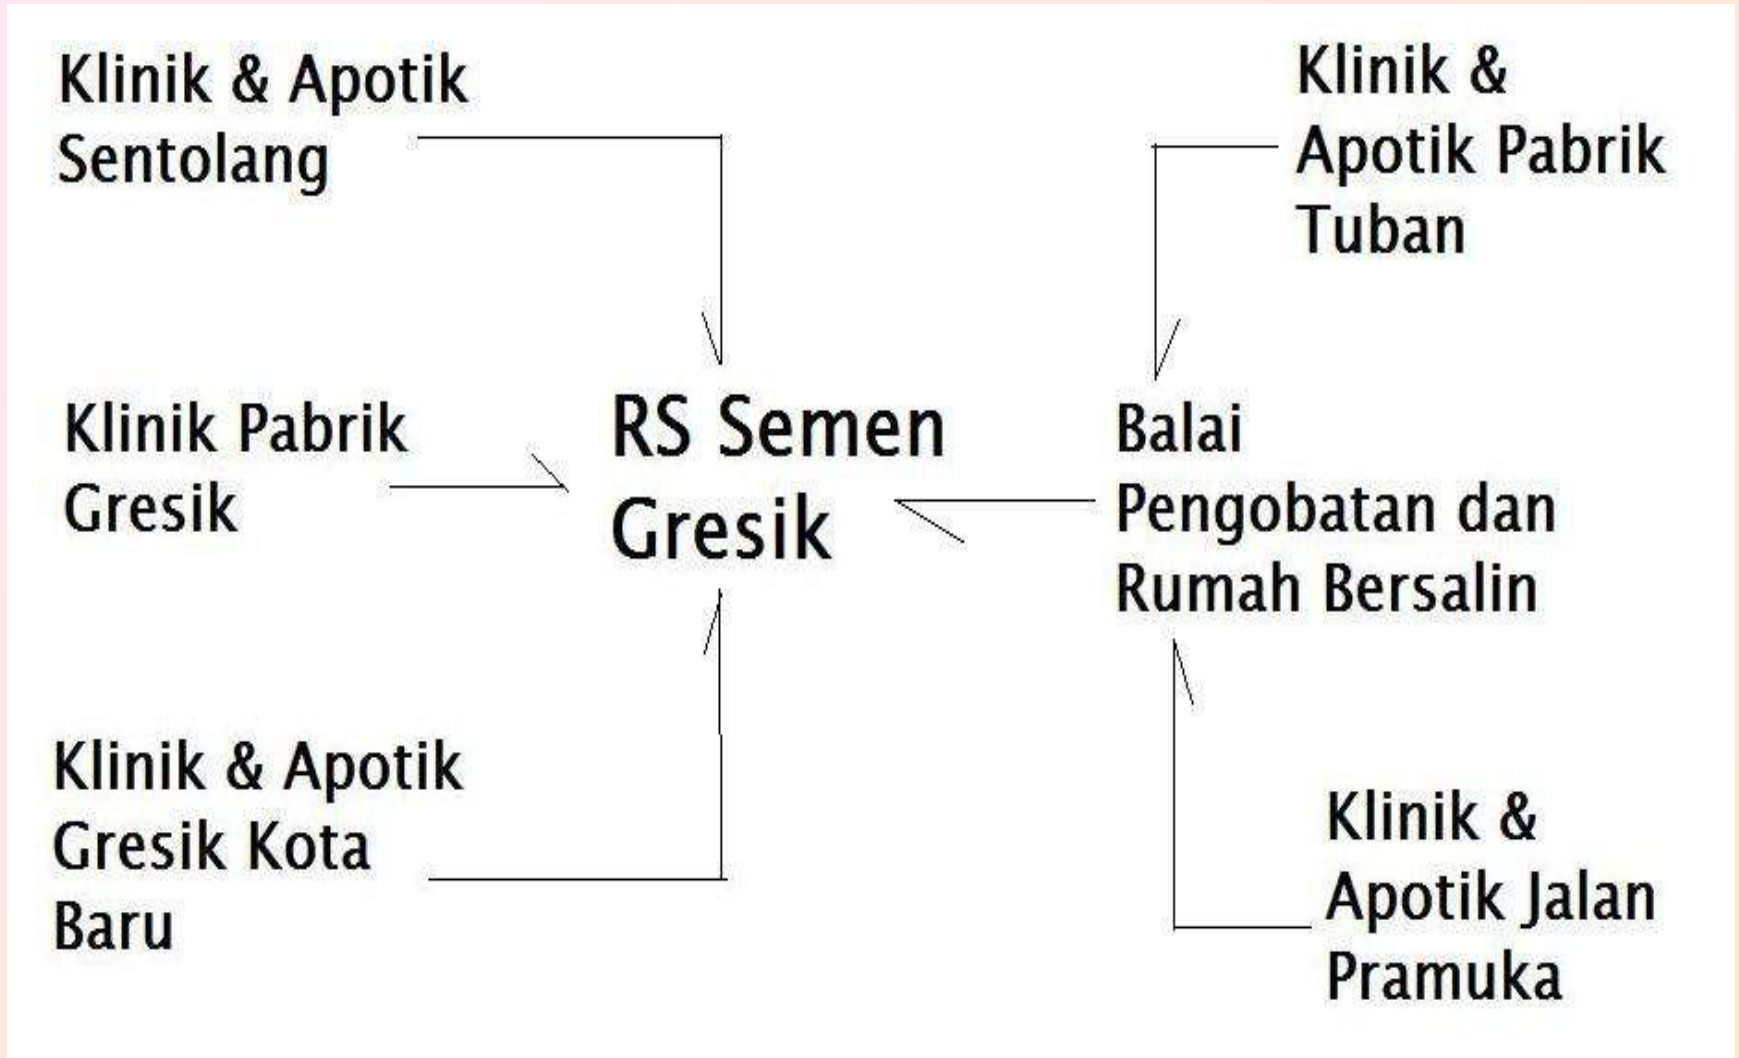 Klinik & Apotik
Sentolang
Klinik &
Apotik Pabrik
Tuban
Klinik Pabrik
Gresik
RS Semen
Gresik
Balai
Pengobatan dan
Rumah Bersalin
Klinik & Apotik
Gresik Kota
Baru
Klinik &
Apotik Jalan
Pramuka